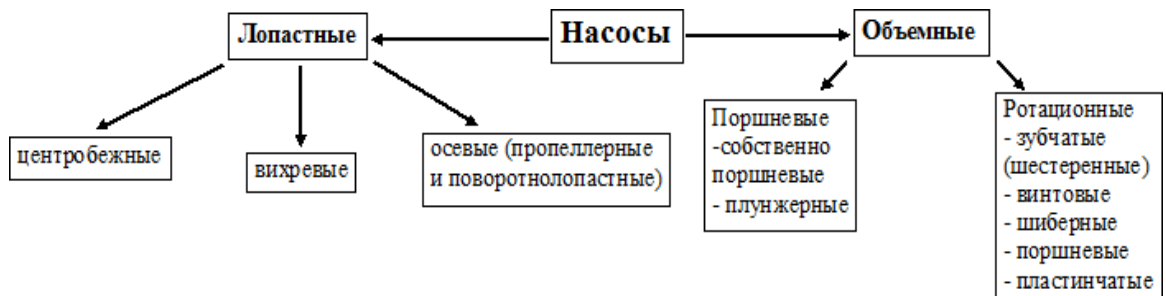 Насосы
Лопастные
Объемные
центробежные
вихревые
осевые (пропеллерные
и поворотнолопастные)
Поршневые
-собственно
поршневые
- плунжерные
Ротационные
- зубчатые
(шестеренные)
- винтовые
- шиберные
- поршневые
- пластинчатые